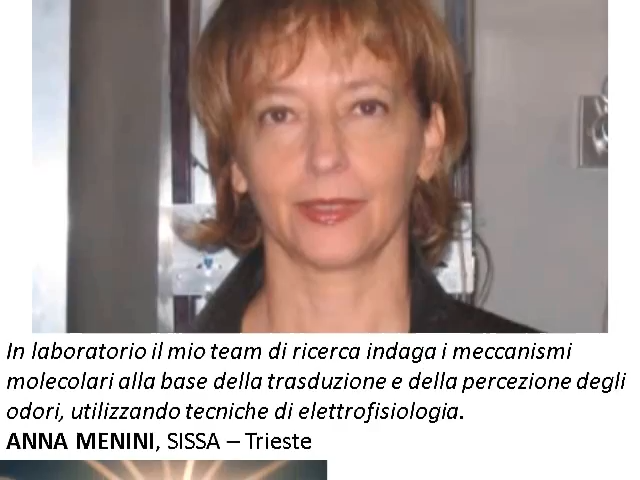 In laboratorio il mio team di ricerca indaga i meccanismi
molecolari alla base della trasduzione e della percezione degli
odori, utilizzando tecniche di elettrofisiologia.
ANNA MENINI, SISSA – Trieste